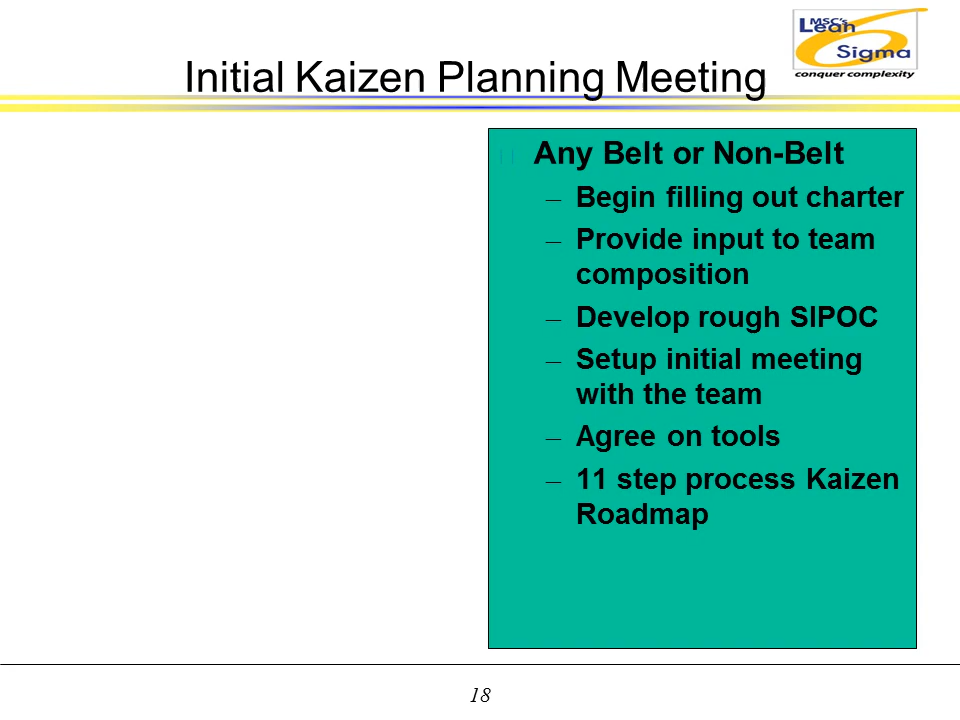 MSC's
Lean
Sigma
conquer complexity
Initial Kaizen Planning Meeting
Any Belt or Non-Belt
– Begin filling out charter
– Provide input to team
composition
– Develop rough SIPOC
– Setup initial meeting
with the team
– Agree on tools
– 11 step process Kaizen
Roadmap
18